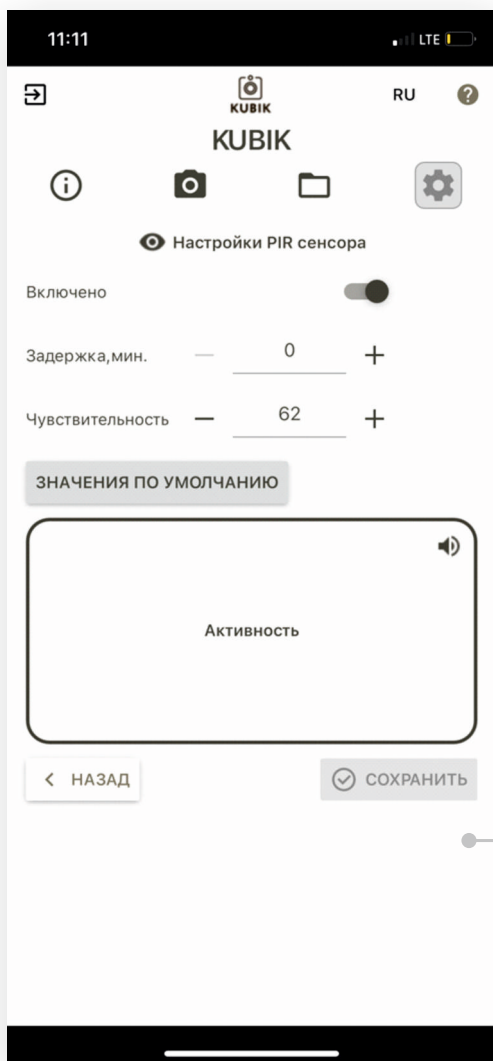 11:11 LTE
KUBIK RU
KUBIK
Настройки PIR сенсора
Включено
Задержка,мин. 0
Чувствительность 62
ЗНАЧЕНИЯ ПО УМОЛЧАНИЮ
Активность
НАЗАД СОХРАНИТЬ